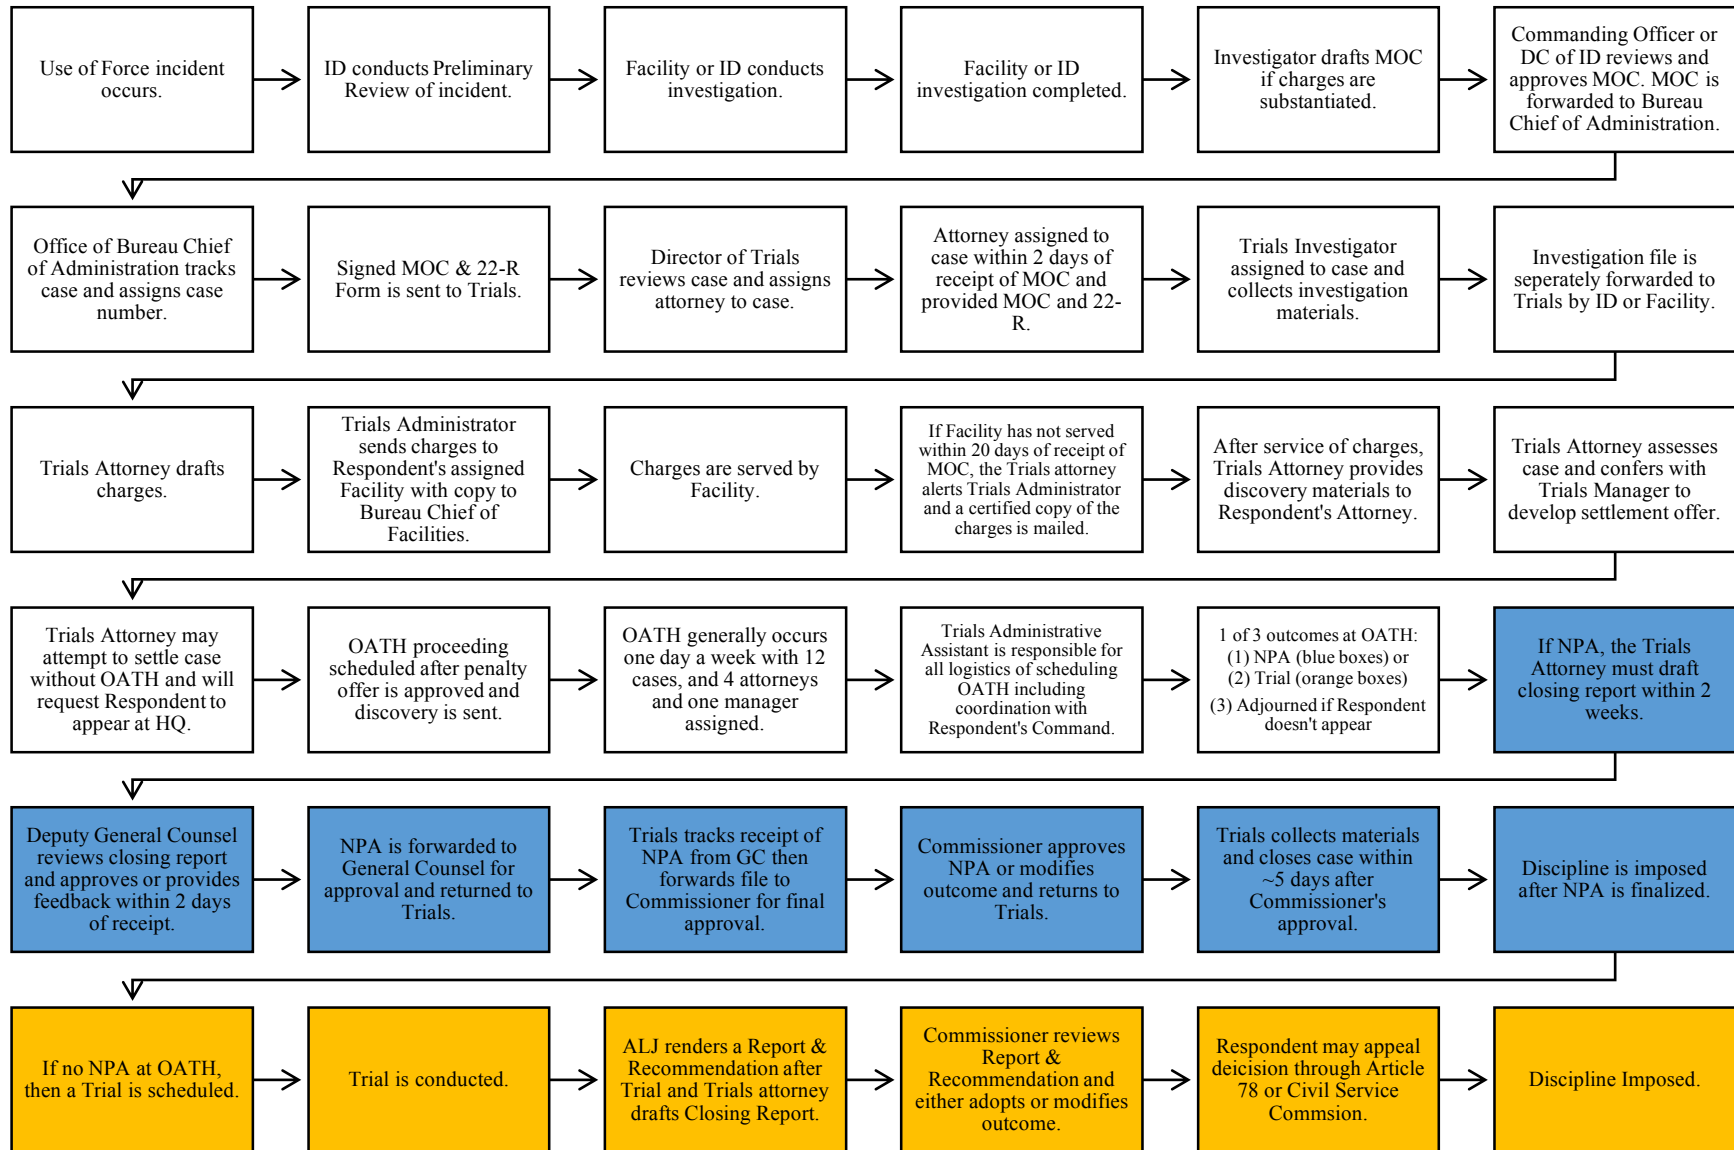 Use of Force incident
occurs.
ID conducts Preliminary
Review of incident.
Facility or ID conducts
investigation.
Facility or ID
investigation completed.
Investigator drafts MOC
if charges are
substantiated.
Commanding Officer or
DC of ID reviews and
approves MOC. MOC is
forwarded to Bureau
Chief of Administration.
Office of Bureau Chief
of Administration tracks
case and assigns case
number.
Signed MOC & 22-R
Form is sent to Trials.
Director of Trials
reviews case and assigns
attorney to case.
Attorney assigned to
case within 2 days of
receipt of MOC and
provided MOC and 22-
R.
Trials Investigator
assigned to case and
collects investigation
materials.
Investigation file is
seperately forwarded to
Trials by ID or Facility.
Trials Attorney drafts
charges.
Trials Administrator
sends charges to
Respondent's assigned
Facility with copy to
Bureau Chief of
Facilities.
Charges are served by
Facility.
If Facility has not served
within 20 days of receipt of
MOC, the Trials attorney
alerts Trials Administrator
and a certified copy of the
charges is mailed.
After service of charges,
Trials Attorney provides
discovery materials to
Respondent's Attorney.
Trials Attorney assesses
case and confers with
Trials Manager to
develop settlement offer.
Trials Attorney may
attempt to settle case
without OATH and will
request Respondent to
appear at HQ.
OATH proceeding
scheduled after penalty
offer is approved and
discovery is sent.
OATH generally occurs
one day a week with 12
cases, and 4 attorneys
and one manager
assigned.
Trials Administrative
Assistant is responsible for
all logistics of scheduling
OATH including
coordination with
Respondent's Command.
1 of 3 outcomes at OATH:
(1) NPA (blue boxes) or
(2) Trial (orange boxes)
(3) Adjourned if Respondent
doesn't appear
If NPA, the Trials
Attorney must draft
closing report within 2
weeks.
Deputy General Counsel
reviews closing report
and approves or provides
feedback within 2 days
of receipt.
NPA is forwarded to
General Counsel for
approval and returned to
Trials.
Trials tracks receipt of
NPA from GC then
forwards file to
Commissioner for final
approval.
Commissioner approves
NPA or modifies
outcome and returns to
Trials.
Trials collects materials
and closes case within
~5 days after
Commissioner's
approval.
Discipline is imposed
after NPA is finalized.
If no NPA at OATH,
then a Trial is scheduled.
Trial is conducted.
ALJ renders a Report &
Recommendation after
Trial and Trials attorney
drafts Closing Report.
Commissioner reviews
Report &
Recommendation and
either adopts or modifies
outcome.
Respondent may appeal
deicision through Article
78 or Civil Service
Commsion.
Discipline Imposed.